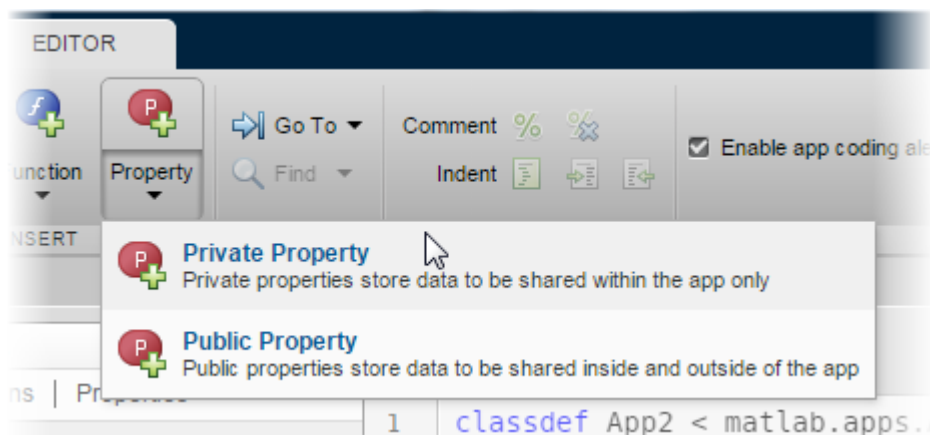 EDITOR
Go To
Comment
Enable app coding
unction
Property
Find
Indent
NSERT
Private Property
Private properties store data to be shared within the app only
Public Property
Public properties store data to be shared inside and outside of the app
ns | Properties
1 classdef App2 < matlab.apps.